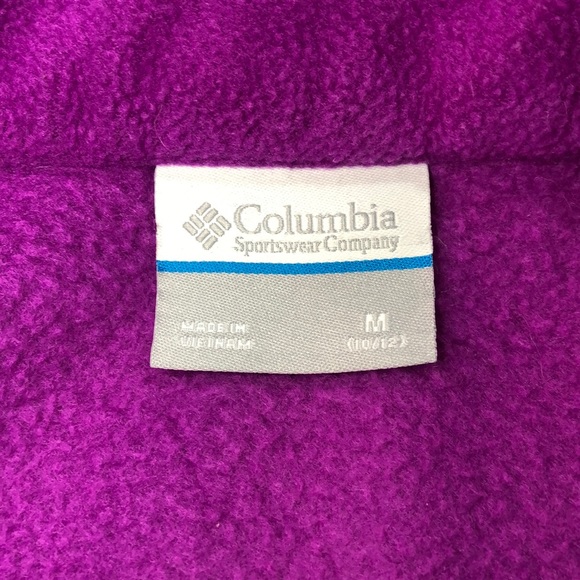 Columbia
Sportswear Company
MADE IN
VIETNAM
M
(10/12)